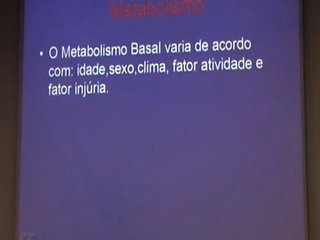 Metabolismo
• O Metabolismo Basal varia de acordo
com: idade,sexo,clima, fator atividade e
fator injúria.